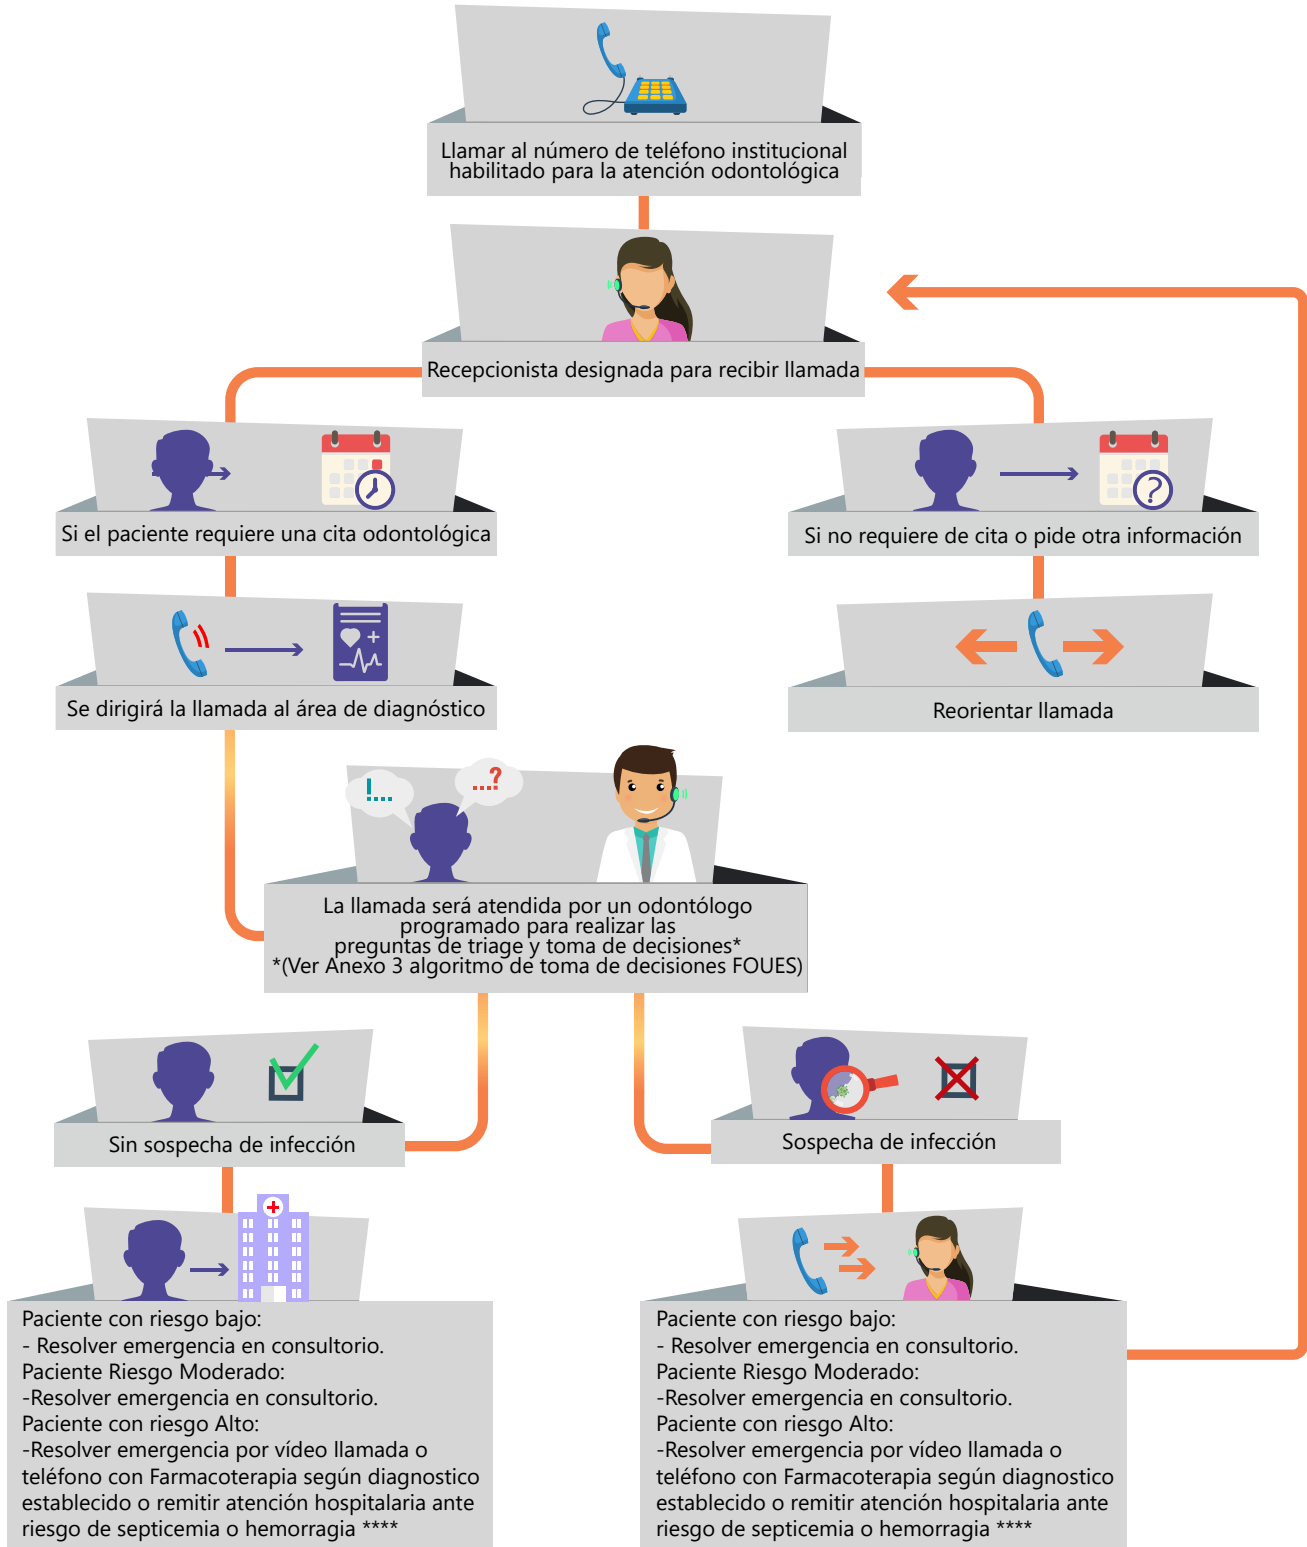 Llamar al número de teléfono institucional
habilitado para la atención odontológica
Recepcionista designada para recibir llamada
Si el paciente requiere una cita odontológica
Si no requiere de cita o pide otra información
Se dirigirá la llamada al área de diagnóstico
Reorientar llamada
!....
....?
La llamada será atendida por un odontólogo
programado para realizar las
preguntas de triage y toma de decisiones*
*(Ver Anexo 3 algoritmo de toma de decisiones FOUES)
Sin sospecha de infección
Sospecha de infección
Paciente con riesgo bajo:
- Resolver emergencia en consultorio.
Paciente Riesgo Moderado:
-Resolver emergencia en consultorio.
Paciente con riesgo Alto:
-Resolver emergencia por vídeo llamada o
teléfono con Farmacoterapia según diagnostico
establecido o remitir atención hospitalaria ante
riesgo de septicemia o hemorragia ****
Paciente con riesgo bajo:
- Resolver emergencia en consultorio.
Paciente Riesgo Moderado:
-Resolver emergencia en consultorio.
Paciente con riesgo Alto:
-Resolver emergencia por vídeo llamada o
teléfono con Farmacoterapia según diagnostico
establecido o remitir atención hospitalaria ante
riesgo de septicemia o hemorragia ****